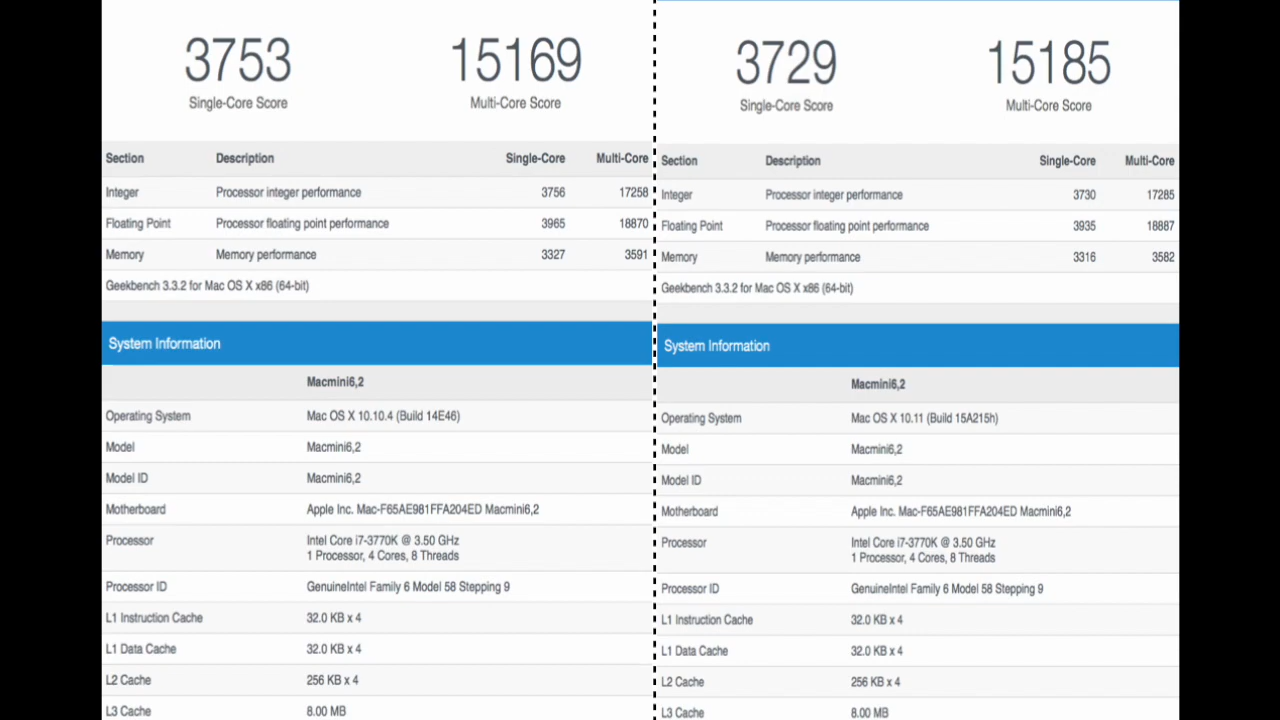 3753 15169
Single-Core Score Multi-Core Score
Section Description Single-Core Multi-Core
Integer Processor integer performance 3756 17258
Floating Point Processor floating point performance 3965 18870
Memory Memory performance 3327 3591
Geekbench 3.3.2 for Mac OS X x86 (64-bit)
System Information
Macmini6,2
Operating System Mac OS X 10.10.4 (Build 14E46)
Model Macmini6,2
Model ID Macmini6,2
Motherboard Apple Inc. Mac-F65AE981FFA204ED Macmini6,2
Processor Intel Core i7-3770K @ 3.50 GHz
1 Processor, 4 Cores, 8 Threads
Processor ID GenuineIntel Family 6 Model 58 Stepping 9
L1 Instruction Cache 32.0 KB x 4
L1 Data Cache 32.0 KB x 4
L2 Cache 256 KB x 4
L3 Cache 8.00 MB
3729 15185
Single-Core Score Multi-Core Score
Section Description Single-Core Multi-Core
Integer Processor integer performance 3730 17285
Floating Point Processor floating point performance 3935 18887
Memory Memory performance 3316 3582
Geekbench 3.3.2 for Mac OS X x86 (64-bit)
System Information
Macmini6,2
Operating System Mac OS X 10.11 (Build 15A215h)
Model Macmini6,2
Model ID Macmini6,2
Motherboard Apple Inc. Mac-F65AE981FFA204ED Macmini6,2
Processor Intel Core i7-3770K @ 3.50 GHz
1 Processor, 4 Cores, 8 Threads
Processor ID GenuineIntel Family 6 Model 58 Stepping 9
L1 Instruction Cache 32.0 KB x 4
L1 Data Cache 32.0 KB x 4
L2 Cache 256 KB x 4
L3 Cache 8.00 MB